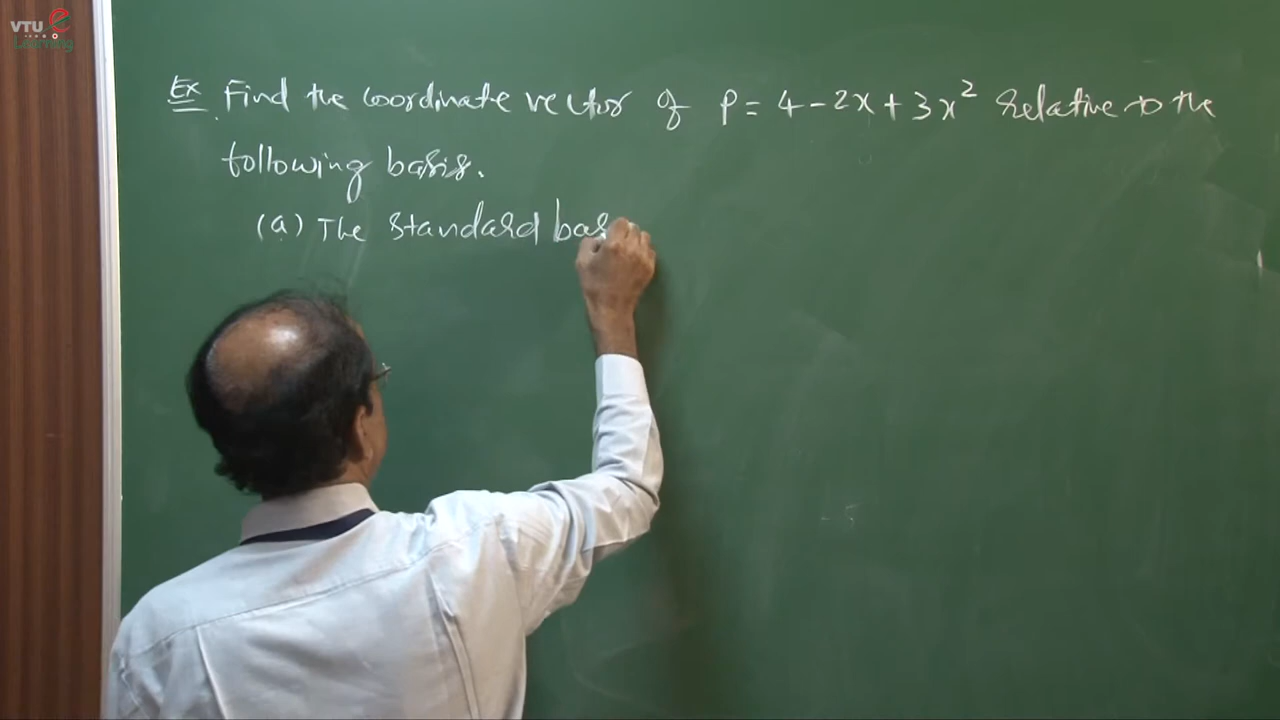 VTU e
Learning
Ex. Find the coordinate vector of P = 4 - 2x + 3x² relative to the
following basis.
(a) The standard bas